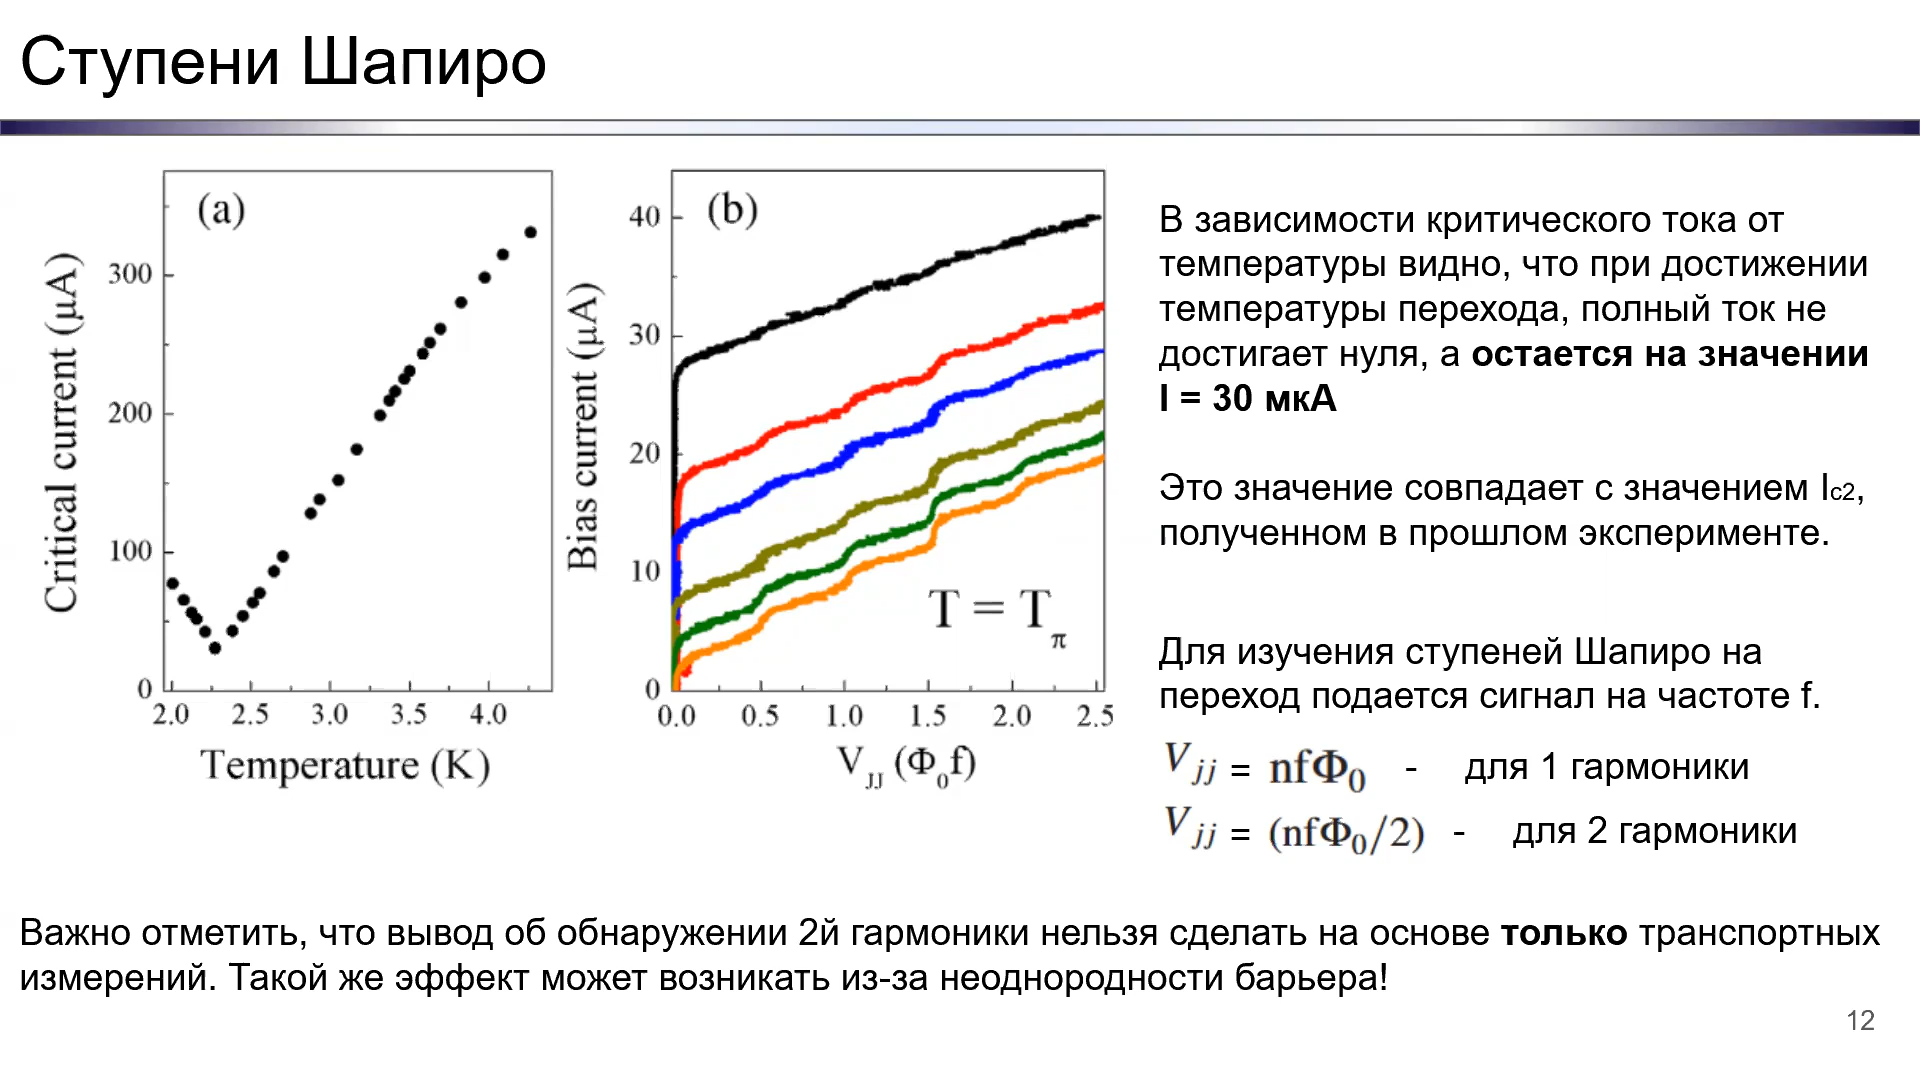 Ступени Шапиро
(a)
Critical current (μA)
300
200
100
0
2.0 2.5 3.0 3.5 4.0
Temperature (K)
(b)
Bias current (μA)
40
30
20
10
0
T = Tπ
0.0 0.5 1.0 1.5 2.0 2.5
VJJ (Φ0f)
В зависимости критического тока от
температуры видно, что при достижении
температуры перехода, полный ток не
достигает нуля, а остается на значении
I = 30 мкА
Это значение совпадает с значением Ic2,
полученном в прошлом эксперименте.
Для изучения ступеней Шапиро на
переход подается сигнал на частоте f.
Vjj = nfΦ0 - для 1 гармоники
Vjj = (nfΦ0/2) - для 2 гармоники
Важно отметить, что вывод об обнаружении 2й гармоники нельзя сделать на основе только транспортных
измерений. Такой же эффект может возникать из-за неоднородности барьера!
12